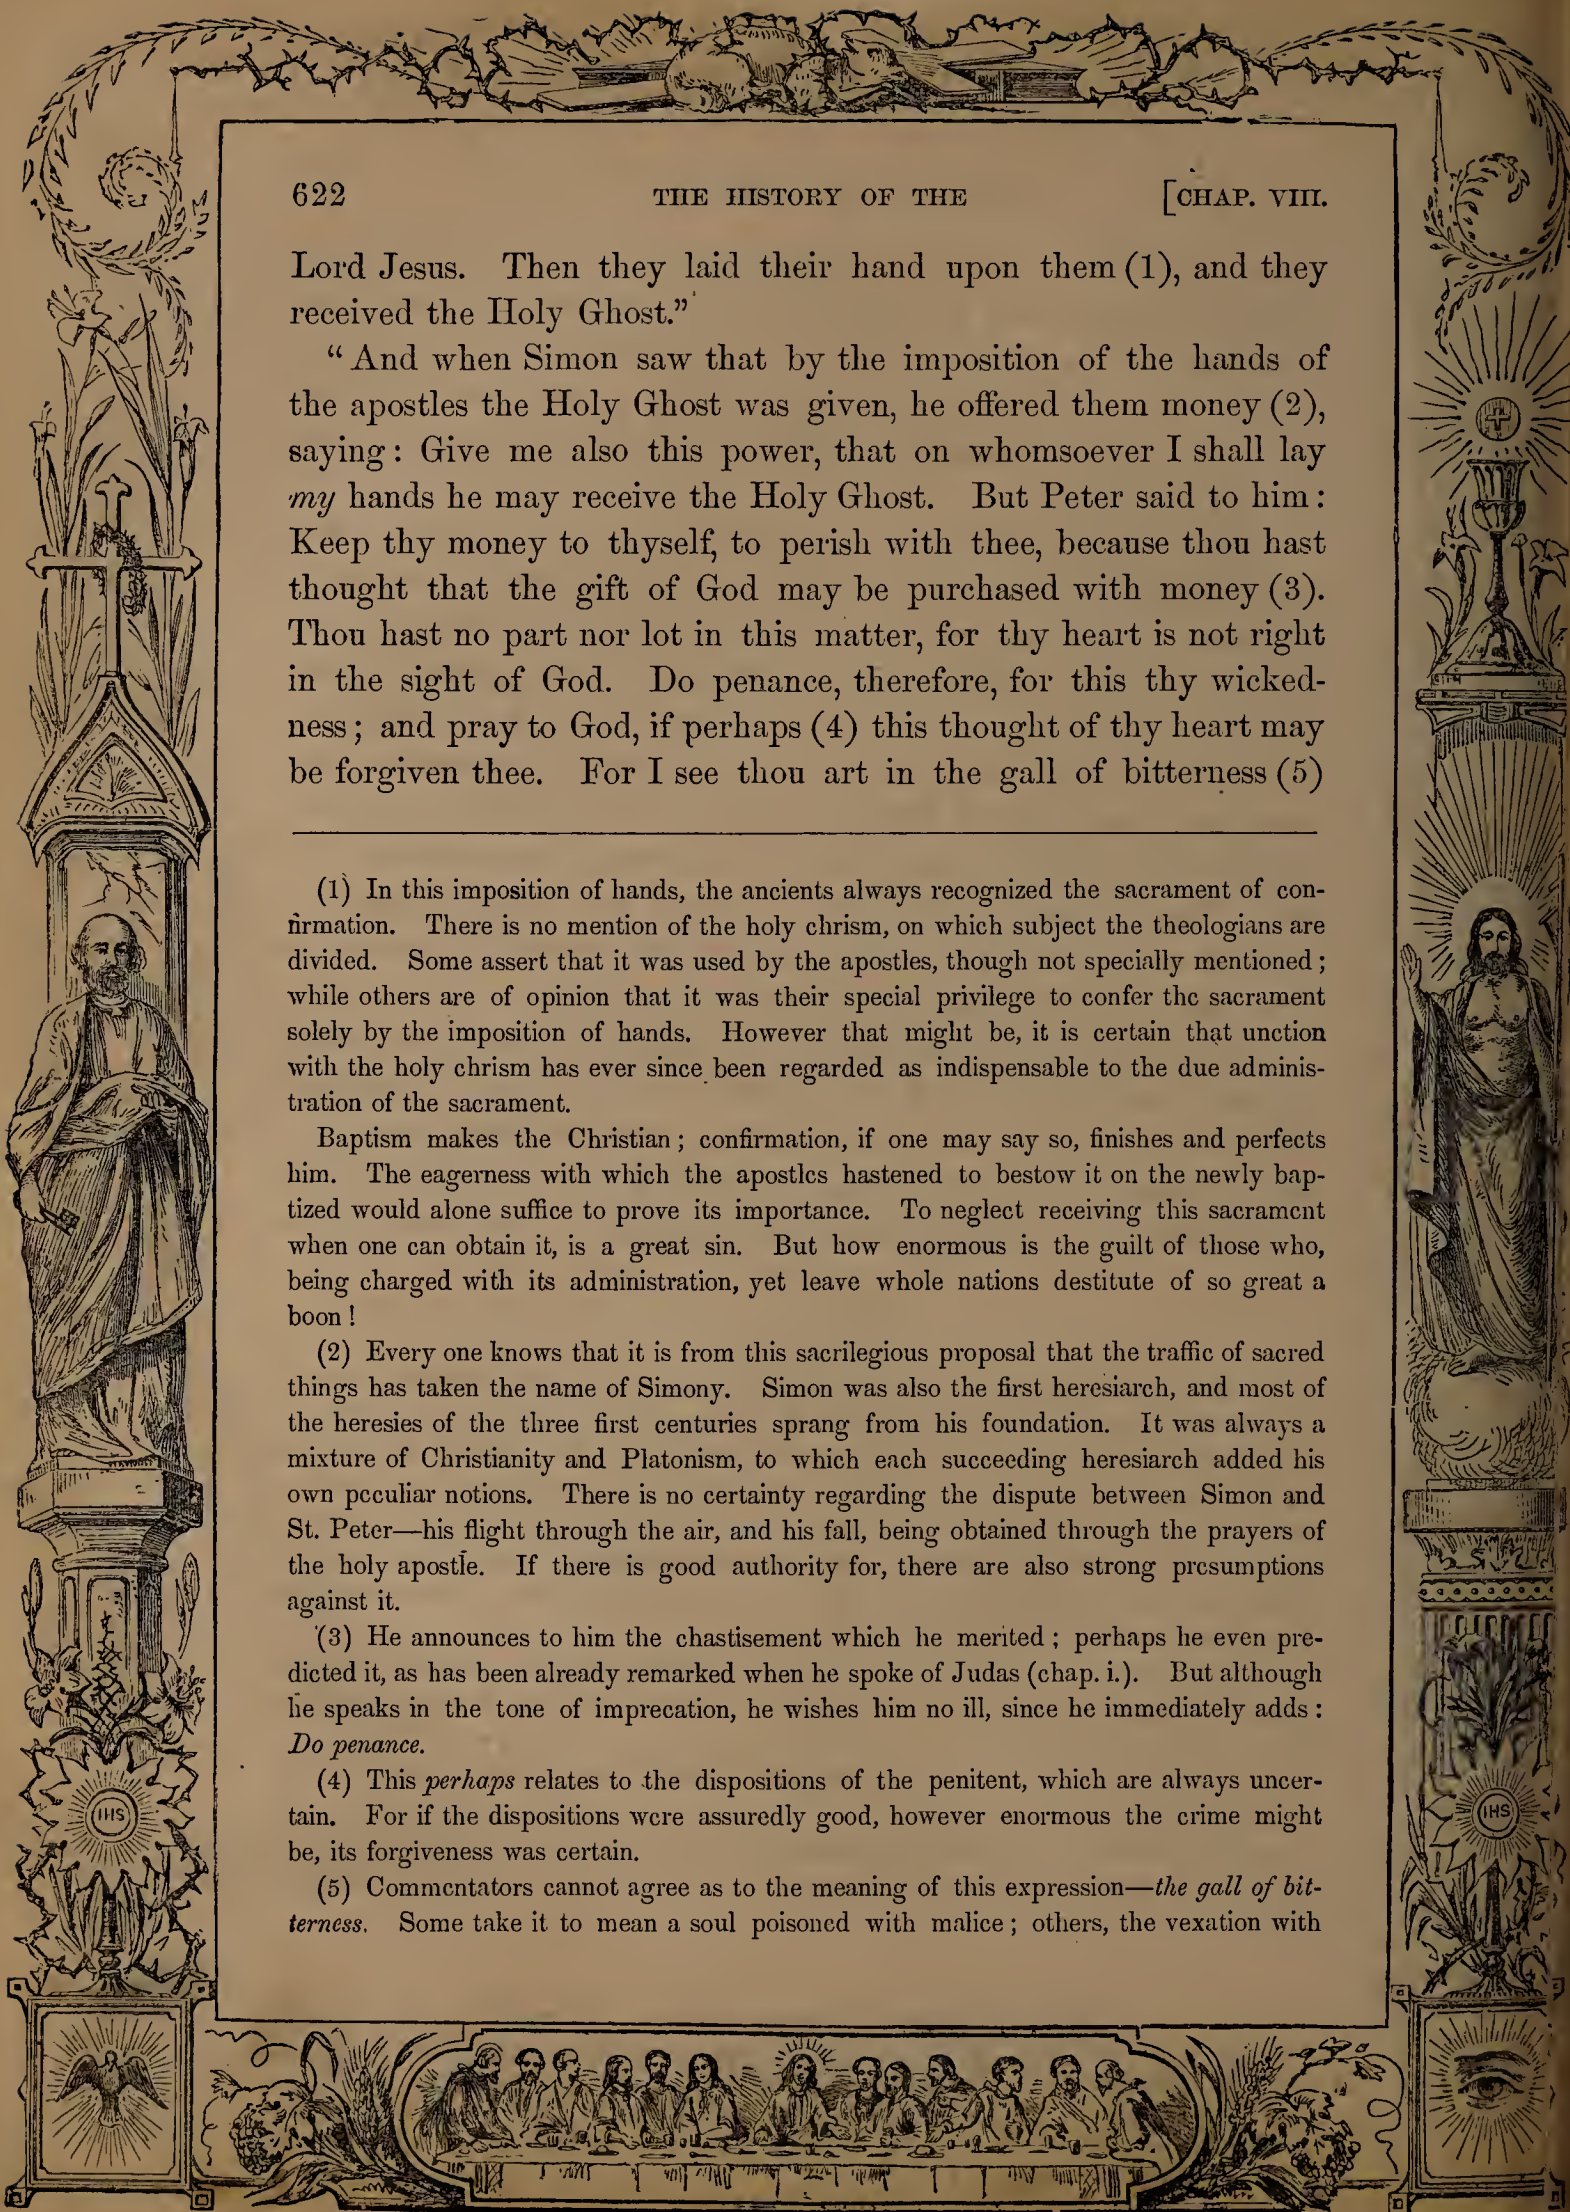 622 THE HISTORY OF THE [CHAP. VIII.
Lord Jesus. Then they laid their hand upon them (1), and they
received the Holy Ghost.”
“ And when Simon saw that by the imposition of the hands of
the apostles the Holy Ghost was given, he offered them money (2),
saying: Give me also this power, that on whomsoever I shall lay
my hands he may receive the Holy Ghost. But Peter said to him:
Keep thy money to thyself, to perish with thee, because thou hast
thought that the gift of God may be purchased with money (3).
Thou hast no part nor lot in this matter, for thy heart is not right
in the sight of God. Do penance, therefore, for this thy wicked-
ness; and pray to God, if perhaps (4) this thought of thy heart may
be forgiven thee. For I see thou art in the gall of bitterness (5)
(1) In this imposition of hands, the ancients always recognized the sacrament of con-
firmation. There is no mention of the holy chrism, on which subject the theologians are
divided. Some assert that it was used by the apostles, though not specially mentioned;
while others are of opinion that it was their special privilege to confer the sacrament
solely by the imposition of hands. However that might be, it is certain that unction
with the holy chrism has ever since been regarded as indispensable to the due adminis-
tration of the sacrament.
Baptism makes the Christian; confirmation, if one may say so, finishes and perfects
him. The eagerness with which the apostles hastened to bestow it on the newly bap-
tized would alone suffice to prove its importance. To neglect receiving this sacrament
when one can obtain it, is a great sin. But how enormous is the guilt of those who,
being charged with its administration, yet leave whole nations destitute of so great a
boon!
(2) Every one knows that it is from this sacrilegious proposal that the traffic of sacred
things has taken the name of Simony. Simon was also the first heresiarch, and most of
the heresies of the three first centuries sprang from his foundation. It was always a
mixture of Christianity and Platonism, to which each succeeding heresiarch added his
own peculiar notions. There is no certainty regarding the dispute between Simon and
St. Peter—his flight through the air, and his fall, being obtained through the prayers of
the holy apostle. If there is good authority for, there are also strong presumptions
against it.
(3) He announces to him the chastisement which he merited; perhaps he even pre-
dicted it, as has been already remarked when he spoke of Judas (chap. i.). But although
he speaks in the tone of imprecation, he wishes him no ill, since he immediately adds:
Do penance.
(4) This perhaps relates to the dispositions of the penitent, which are always uncer-
tain. For if the dispositions were assuredly good, however enormous the crime might
be, its forgiveness was certain.
(5) Commentators cannot agree as to the meaning of this expression—the gall of bit-
terness. Some take it to mean a soul poisoned with malice; others, the vexation with
IHS
IHS